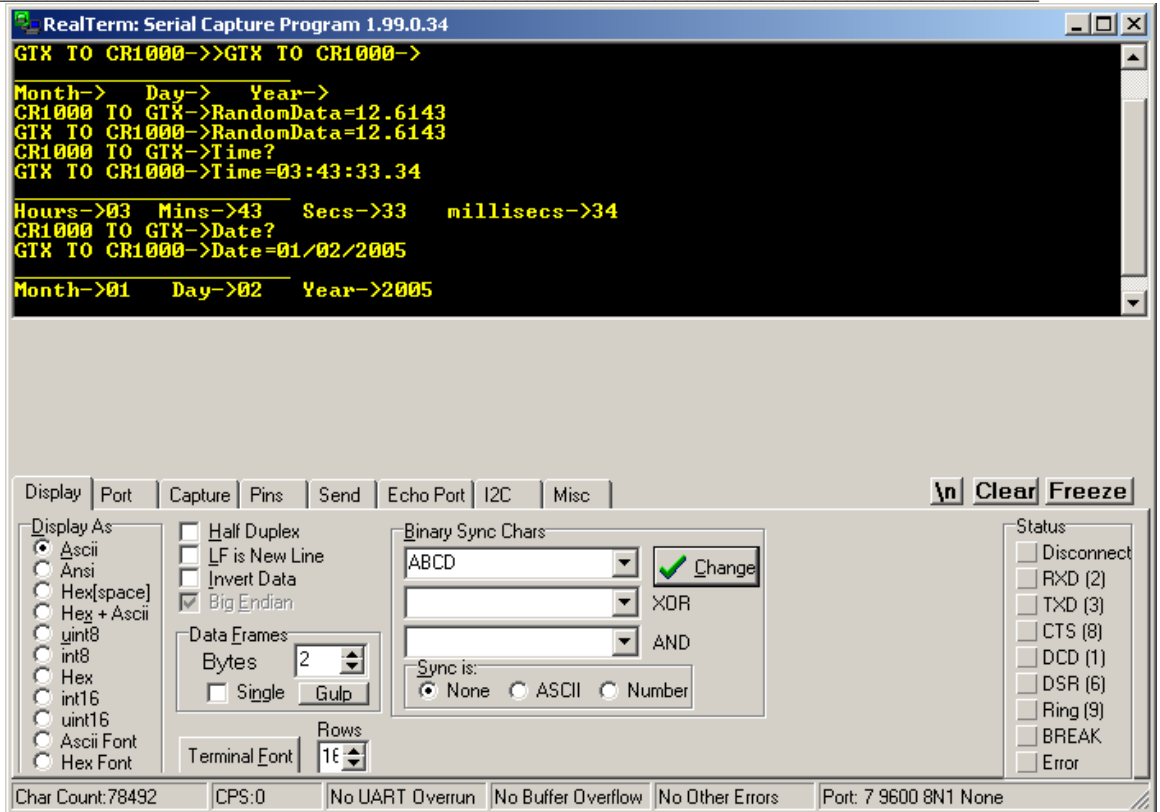 RealTerm: Serial Capture Program 1.99.0.34
GTX TO CR1000->>GTX TO CR1000->
Month-> Day-> Year->
CR1000 TO GTX->RandomData=12.6143
GTX TO CR1000->RandomData=12.6143
CR1000 TO GTX->Time?
GTX TO CR1000->Time=03:43:33.34
Hours->03 Mins->43 Secs->33 millisecs->34
CR1000 TO GTX->Date?
GTX TO CR1000->Date=01/02/2005
Month->01 Day->02 Year->2005
Display Port Capture Pins Send Echo Port I2C Misc \n Clear Freeze
Display As
Ascii
Ansi
Hex[space]
Hex + Ascii
uint8
int8
Hex
int16
uint16
Ascii Font
Hex Font
Half Duplex
LF is New Line
Invert Data
Big Endian
Data Frames
Bytes 2
Single Gulp
Rows
Terminal Font 16
Binary Sync Chars
ABCD Change
XOR
AND
Sync is:
None ASCII Number
Status
Disconnect
RXD (2)
TXD (3)
CTS (8)
DCD (1)
DSR (6)
Ring (9)
BREAK
Error
Char Count:78492 CPS:0 No UART Overrun No Buffer Overflow No Other Errors Port: 7 9600 8N1 None